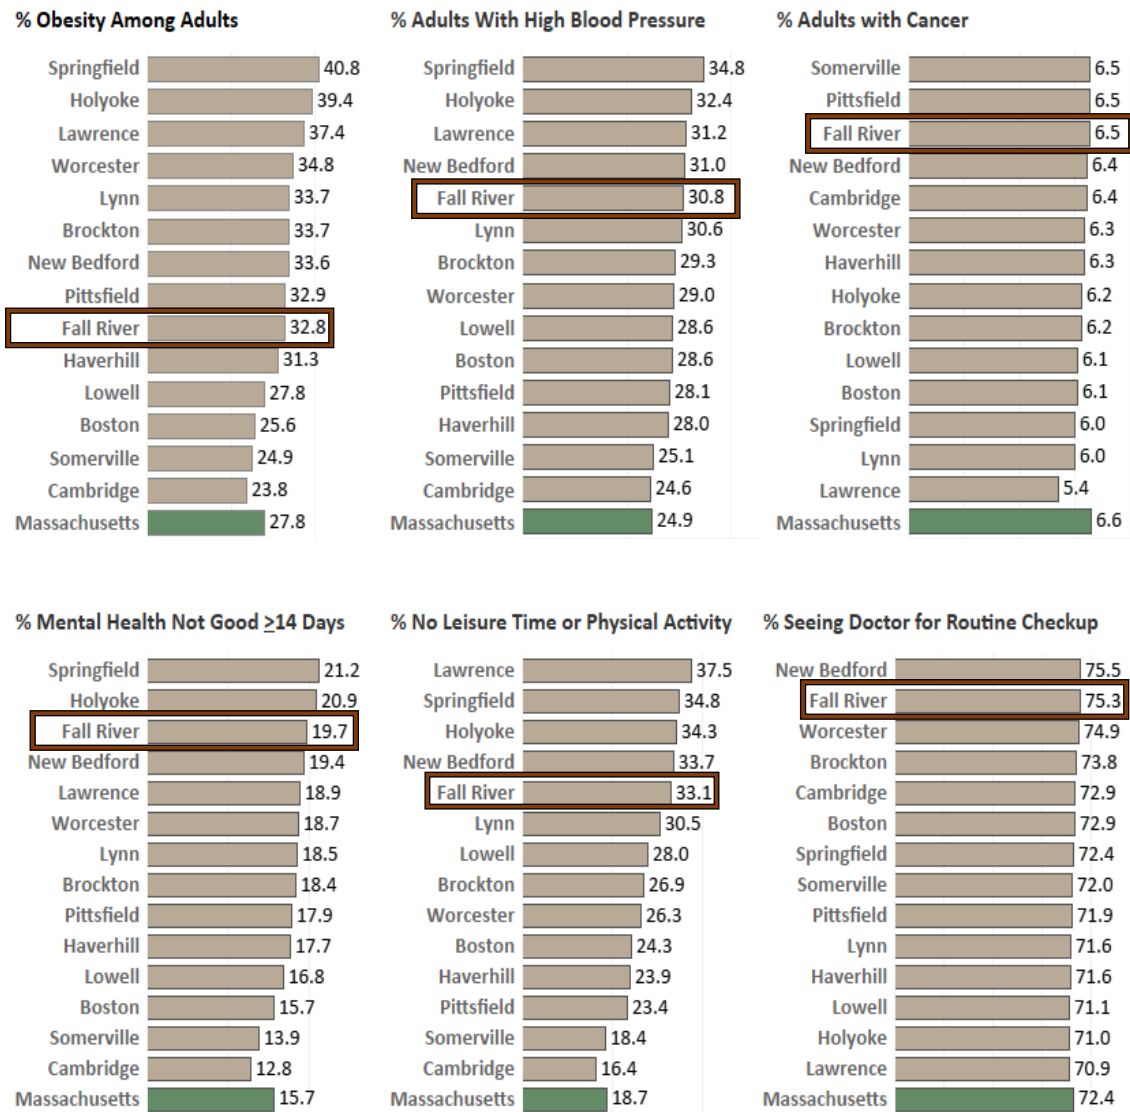 % Obesity Among Adults
Springfield 40.8
Holyoke 39.4
Lawrence 37.4
Worcester 34.8
Lynn 33.7
Brockton 33.7
New Bedford 33.6
Pittsfield 32.9
Fall River 32.8
Haverhill 31.3
Lowell 27.8
Boston 25.6
Somerville 24.9
Cambridge 23.8
Massachusetts 27.8
% Adults With High Blood Pressure
Springfield 34.8
Holyoke 32.4
Lawrence 31.2
New Bedford 31.0
Fall River 30.8
Lynn 30.6
Brockton 29.3
Worcester 29.0
Lowell 28.6
Boston 28.6
Pittsfield 28.1
Haverhill 28.0
Somerville 25.1
Cambridge 24.6
Massachusetts 24.9
% Adults with Cancer
Somerville 6.5
Pittsfield 6.5
Fall River 6.5
New Bedford 6.4
Cambridge 6.4
Worcester 6.3
Haverhill 6.3
Holyoke 6.2
Brockton 6.2
Lowell 6.1
Boston 6.1
Springfield 6.0
Lynn 6.0
Lawrence 5.4
Massachusetts 6.6
% Mental Health Not Good ≥14 Days
Springfield 21.2
Holyoke 20.9
Fall River 19.7
New Bedford 19.4
Lawrence 18.9
Worcester 18.7
Lynn 18.5
Brockton 18.4
Pittsfield 17.9
Haverhill 17.7
Lowell 16.8
Boston 15.7
Somerville 13.9
Cambridge 12.8
Massachusetts 15.7
% No Leisure Time or Physical Activity
Lawrence 37.5
Springfield 34.8
Holyoke 34.3
New Bedford 33.7
Fall River 33.1
Lynn 30.5
Lowell 28.0
Brockton 26.9
Worcester 26.3
Boston 24.3
Haverhill 23.9
Pittsfield 23.4
Somerville 18.4
Cambridge 16.4
Massachusetts 18.7
% Seeing Doctor for Routine Checkup
New Bedford 75.5
Fall River 75.3
Worcester 74.9
Brockton 73.8
Cambridge 72.9
Boston 72.9
Springfield 72.4
Somerville 72.0
Pittsfield 71.9
Lynn 71.6
Haverhill 71.6
Lowell 71.1
Holyoke 71.0
Lawrence 70.9
Massachusetts 72.4